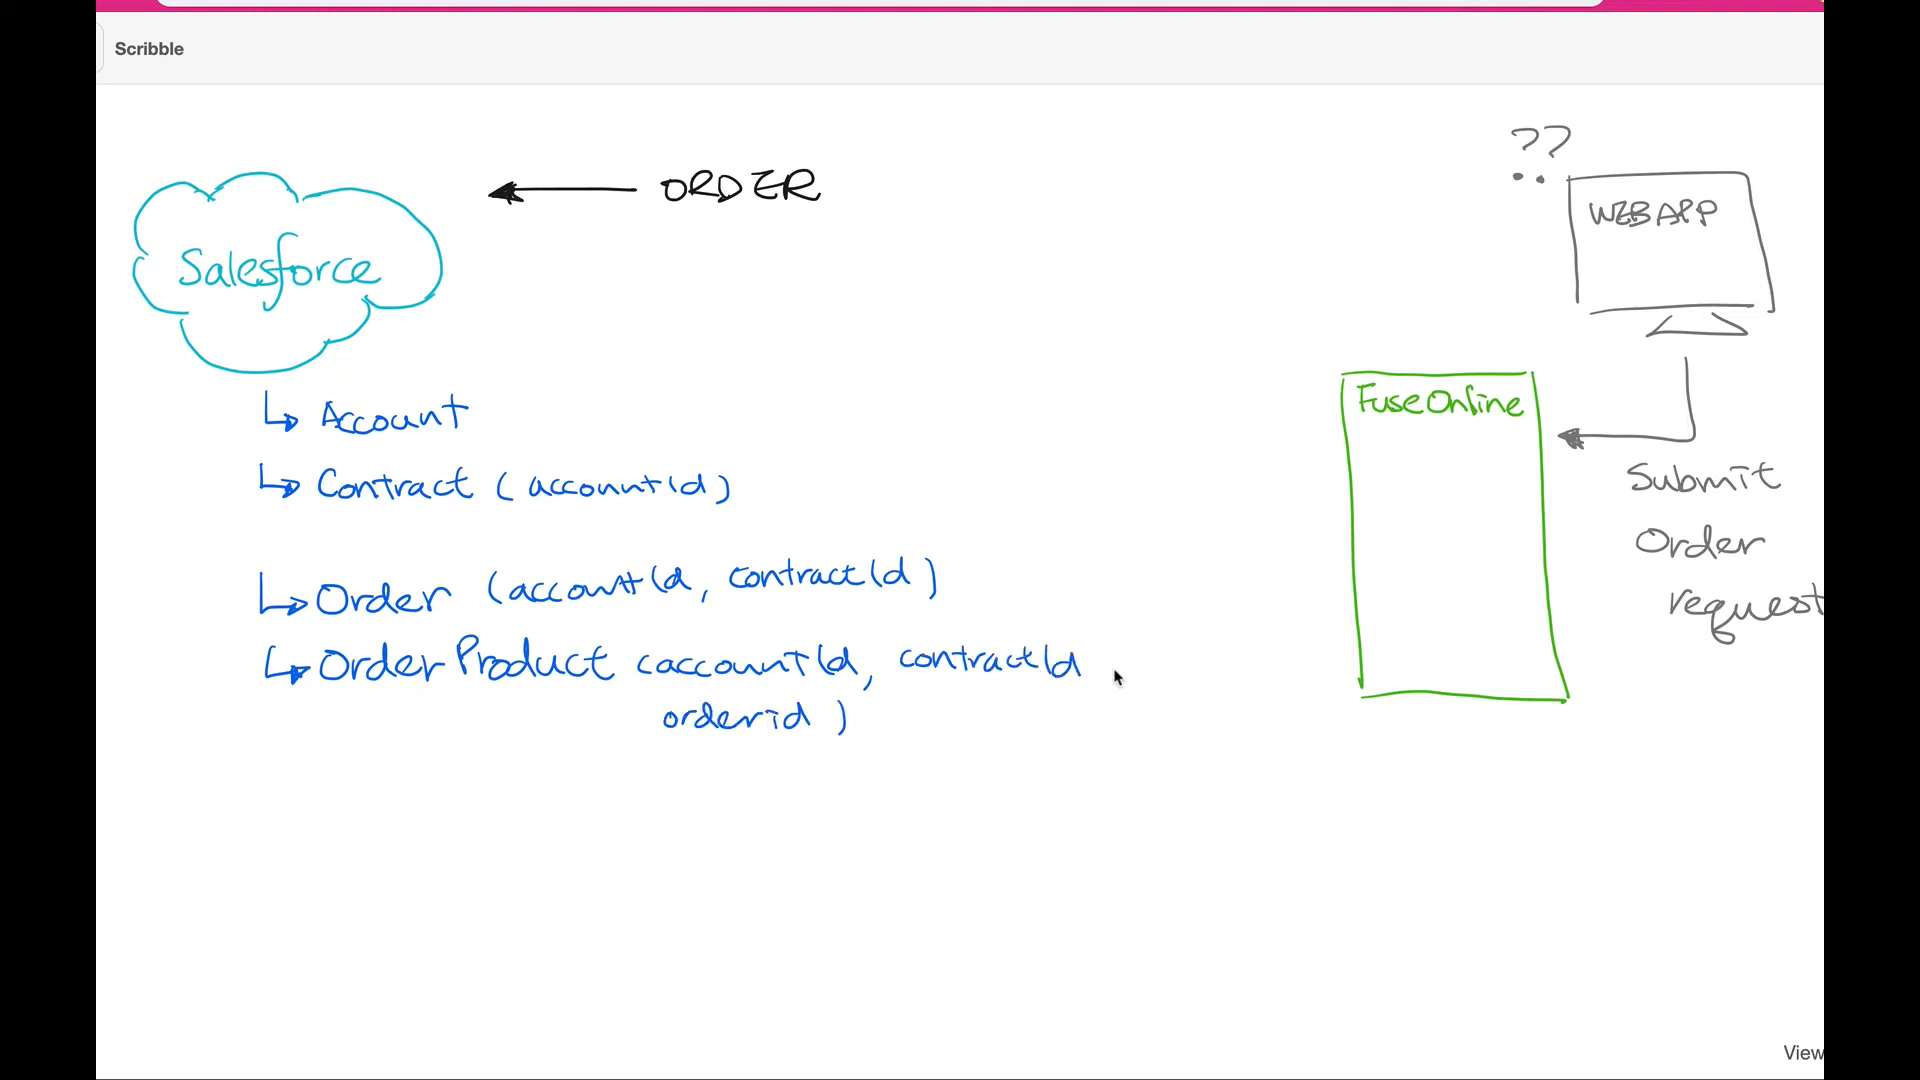 Scribble
??
ORDER
WEBAPP
Salesforce
FuseOnline
Account
Contract (accountId)
Submit
Order
request
Order (accountId, contractId)
OrderProduct (accountId, contractId
orderid)
View